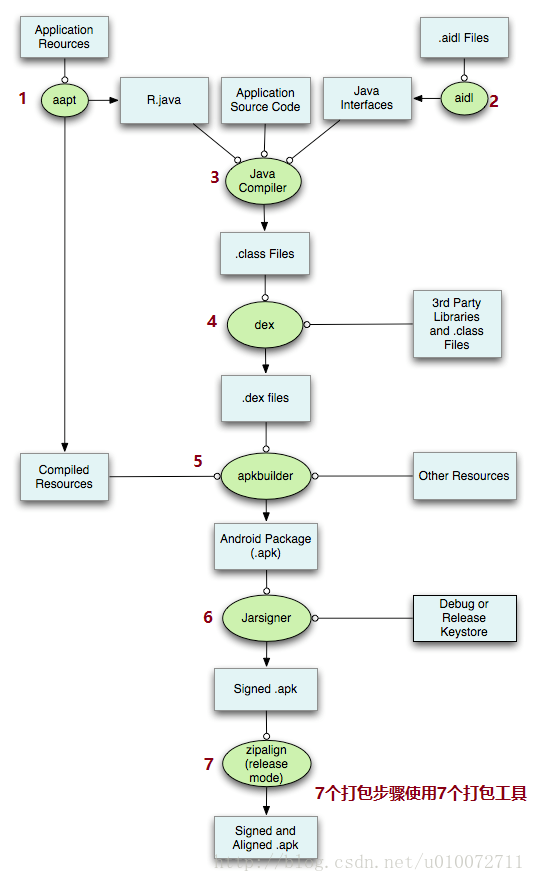 Application
Reources
.aidl Files
1
aapt
R.java
Application
Source Code
Java
Interfaces
aidl
2
3
Java
Compiler
.class Files
4
dex
3rd Party
Libraries
and .class
Files
.dex files
5
Compiled
Resources
apkbuilder
Other Resources
Android Package
(.apk)
6
Jarsigner
Debug or
Release
Keystore
Signed .apk
7
zipalign
(release
mode)
7个打包步骤使用7个打包工具
Signed and
Aligned .apk
http://blog.csdn.net/u010072711